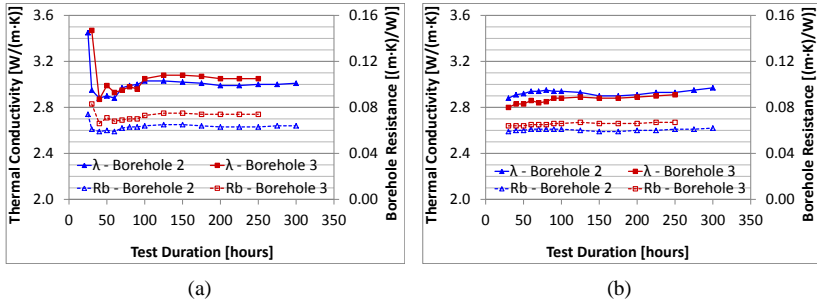 Thermal Conductivity [W/(m·K)]
3.6
3.2
2.8
2.4
2.0
0.16
0.12
0.08
0.04
0.00
Borehole Resistance [(m·K)/W)]
λ - Borehole 2
λ - Borehole 3
Rb - Borehole 2
Rb - Borehole 3
0 50 100 150 200 250 300 350
Test Duration [hours]
(a)
Thermal Conductivity [W/(m·K)]
3.6
3.2
2.8
2.4
2.0
0.16
0.12
0.08
0.04
0.00
Borehole Resistance [(m·K)/W)]
λ - Borehole 2
λ - Borehole 3
Rb - Borehole 2
Rb - Borehole 3
0 50 100 150 200 250 300 350
Test Duration [hours]
(b)